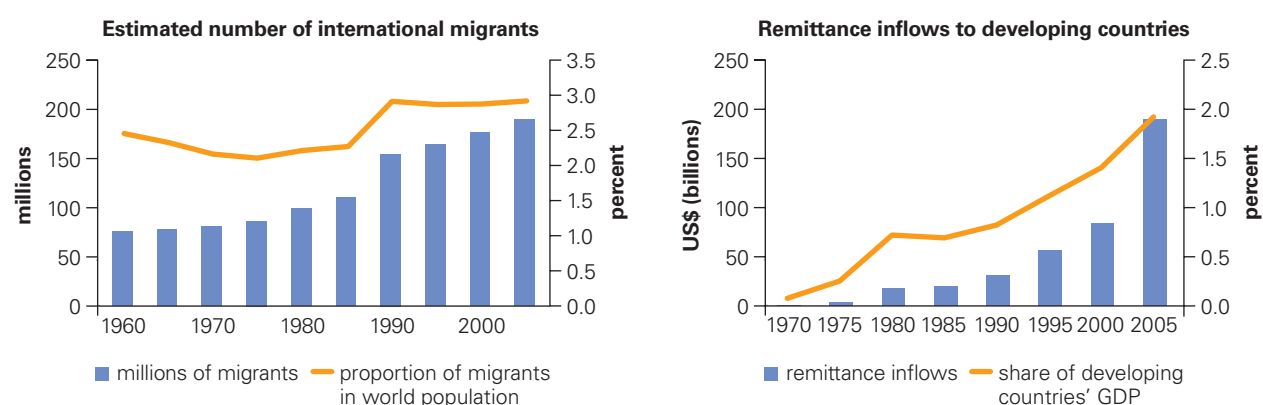 Estimated number of international migrants
millions
250
200
150
100
50
0
3.5
3.0
2.5
2.0
1.5
1.0
0.5
0.0
percent
1960 1970 1980 1990 2000
millions of migrants
proportion of migrants
in world population
Remittance inflows to developing countries
US$ (billions)
250
200
150
100
50
0
2.5
2.0
1.5
1.0
0.5
0.0
percent
1970 1975 1980 1985 1990 1995 2000 2005
remittance inflows
share of developing
countries’ GDP